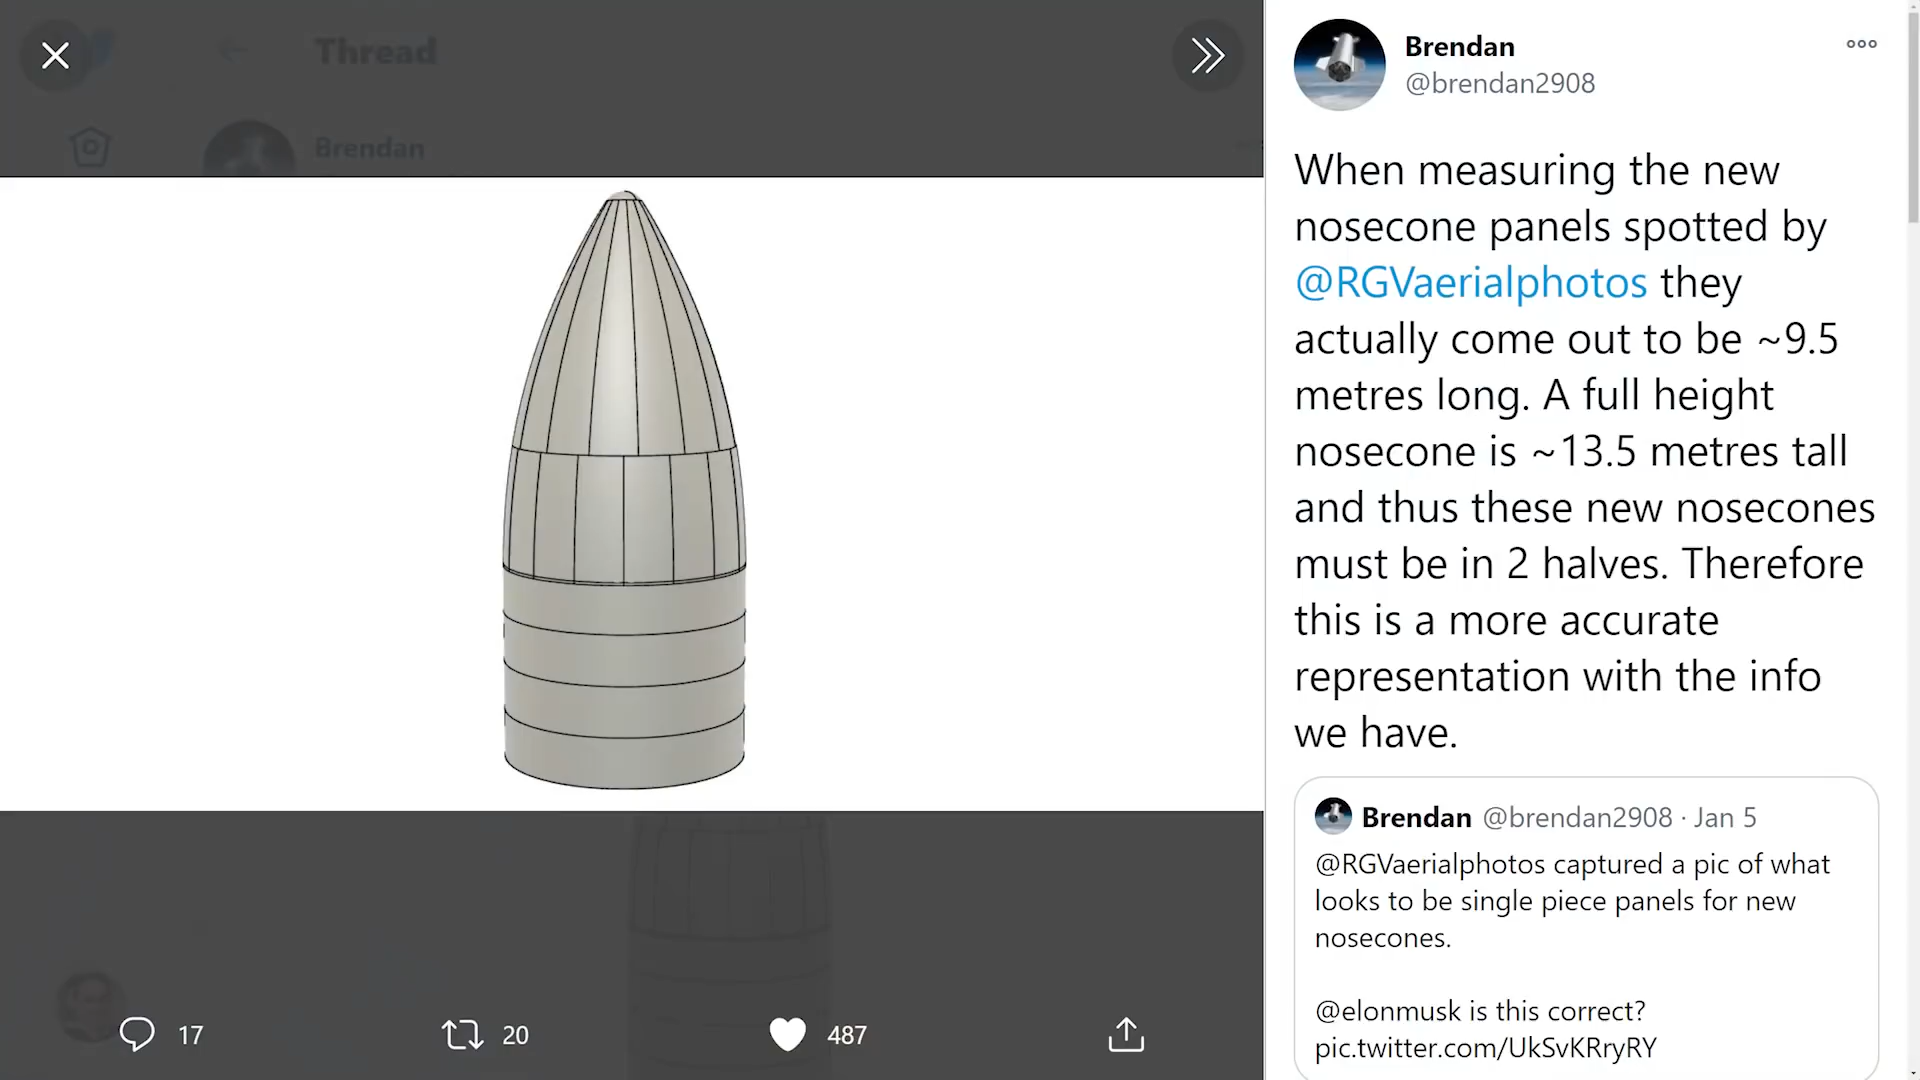 Thread
Brendan
Brendan
@brendan2908
When measuring the new
nosecone panels spotted by
@RGVaerialphotos they
actually come out to be ~9.5
metres long. A full height
nosecone is ~13.5 metres tall
and thus these new nosecones
must be in 2 halves. Therefore
this is a more accurate
representation with the info
we have.
Brendan @brendan2908 · Jan 5
@RGVaerialphotos captured a pic of what
looks to be single piece panels for new
nosecones.
@elonmusk is this correct?
pic.twitter.com/UkSvKRryRY
17
20
487